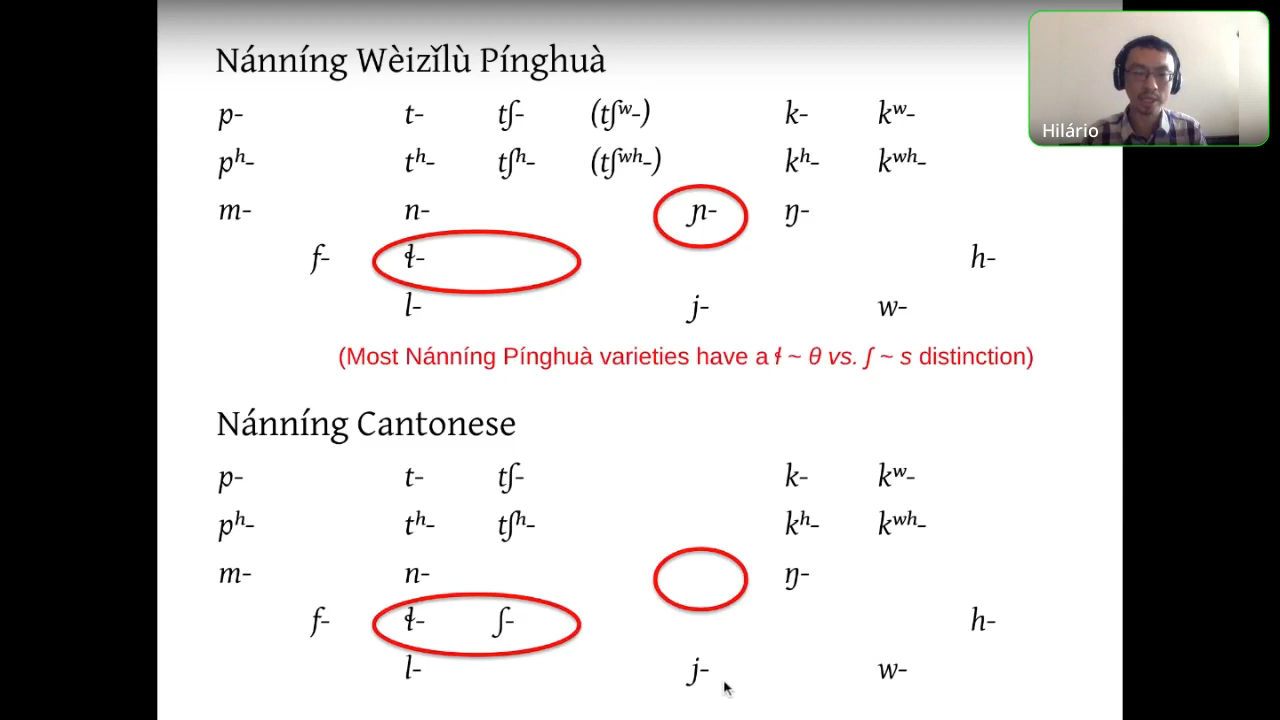 Nánníng Wèizǐlù Pínghuà
p- t- tʃ- (tʃʷ-) k- kʷ-
pʰ- tʰ- tʃʰ- (tʃʷʰ-) kʰ- kʷʰ-
m- n- ɲ- ŋ-
f- ɬ- h-
l- j- w-
(Most Nánníng Pínghuà varieties have a ɬ ~ θ vs. ʃ ~ s distinction)
Nánníng Cantonese
p- t- tʃ- k- kʷ-
pʰ- tʰ- tʃʰ- kʰ- kʷʰ-
m- n- ŋ-
f- ɬ- ʃ- h-
l- j- w-
Hilário